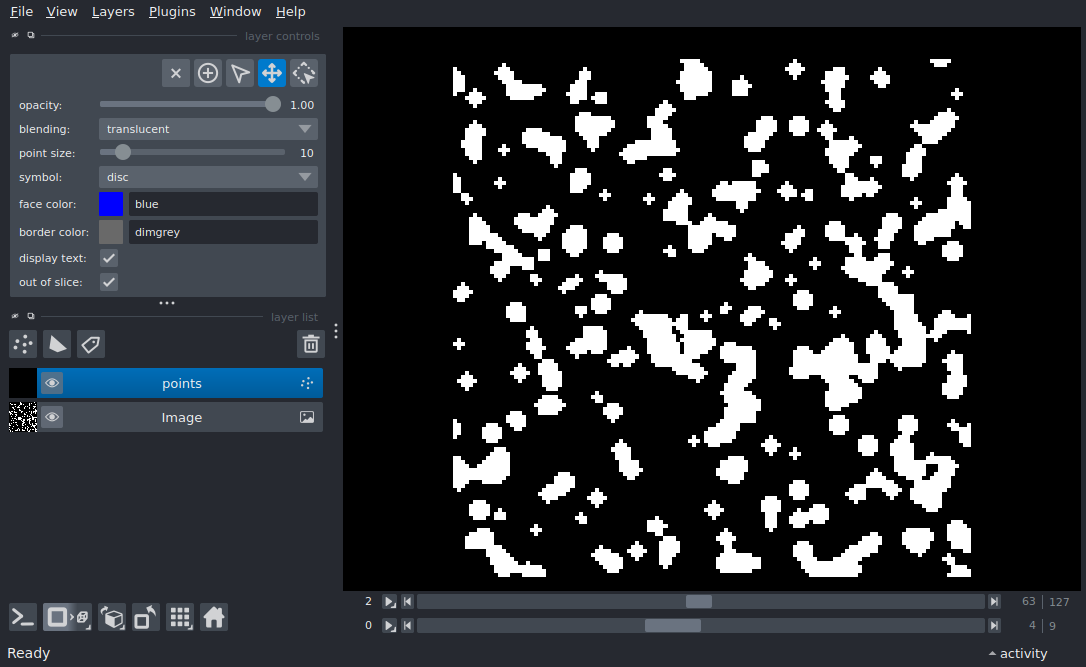 File View Layers Plugins Window Help
layer controls
opacity: 1.00
blending: translucent
point size: 10
symbol: disc
face color: blue
border color: dimgrey
display text:
out of slice:
layer list
points
Image
2 63 127
0 4 9
Ready activity